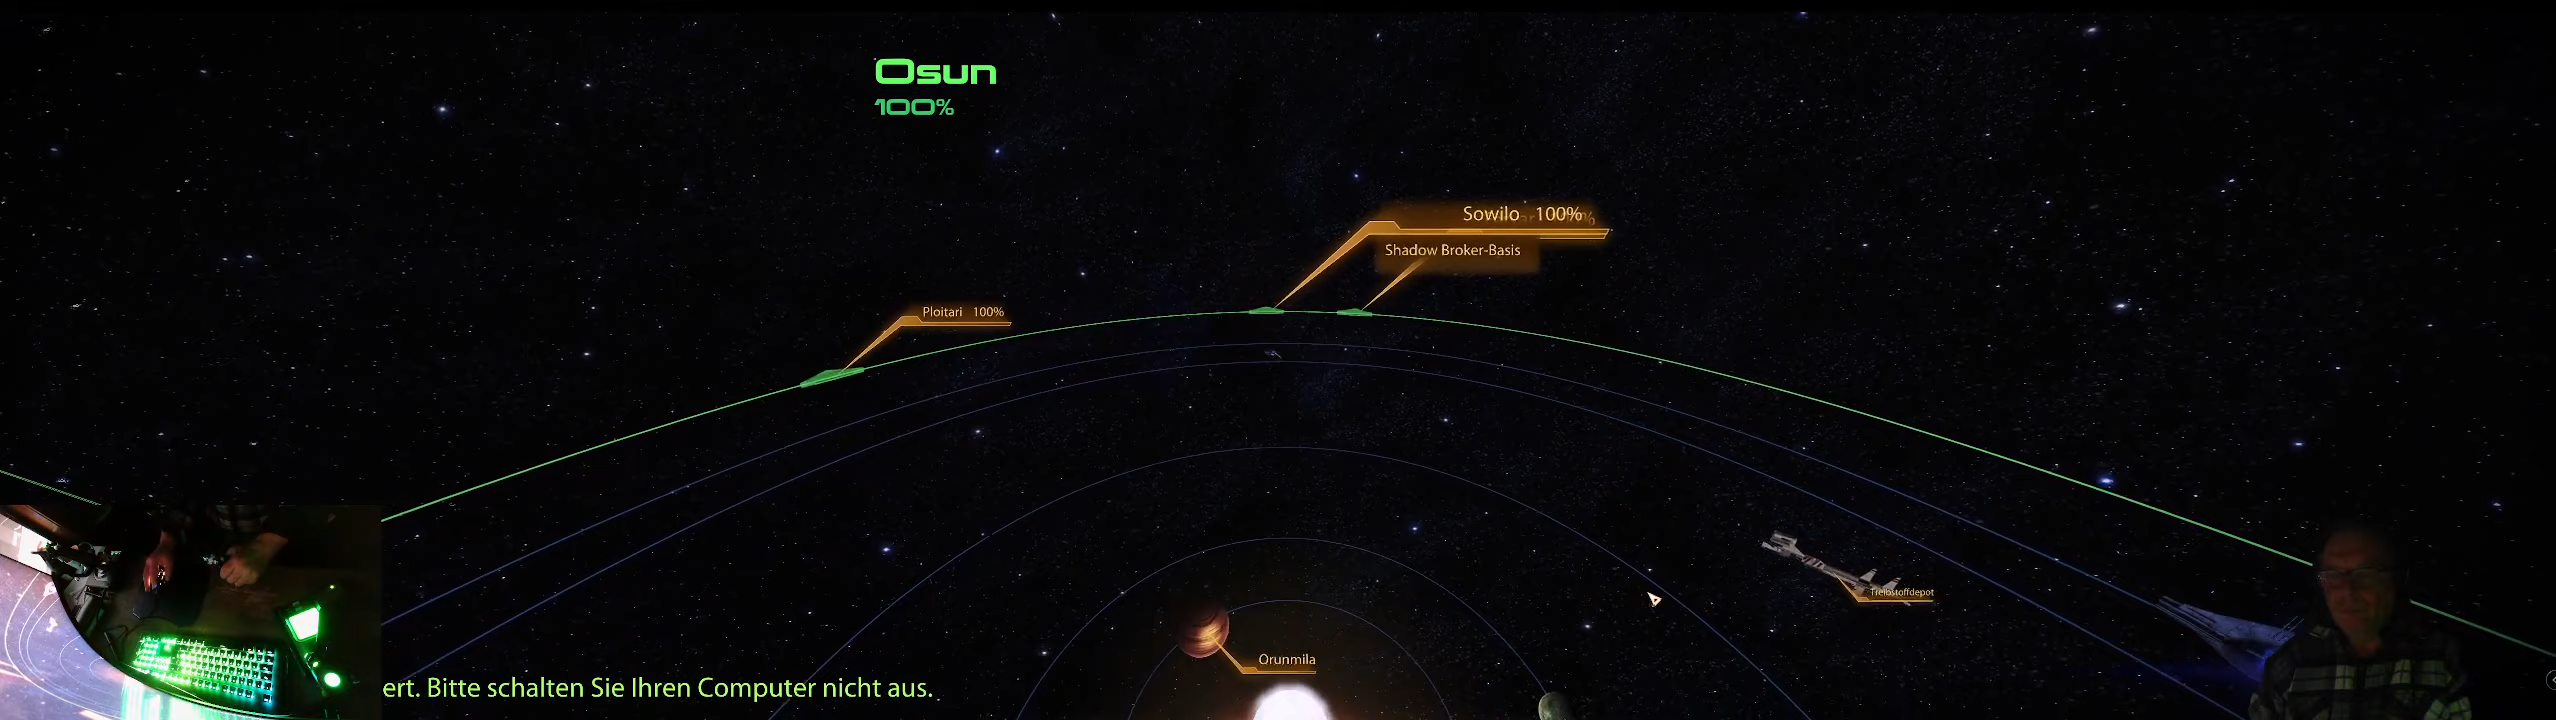 Osun
100%
Sowilo 100%
Shadow Broker-Basis
Ploitari 100%
Treibstoffdepot
Orunmila
ert. Bitte schalten Sie Ihren Computer nicht aus.